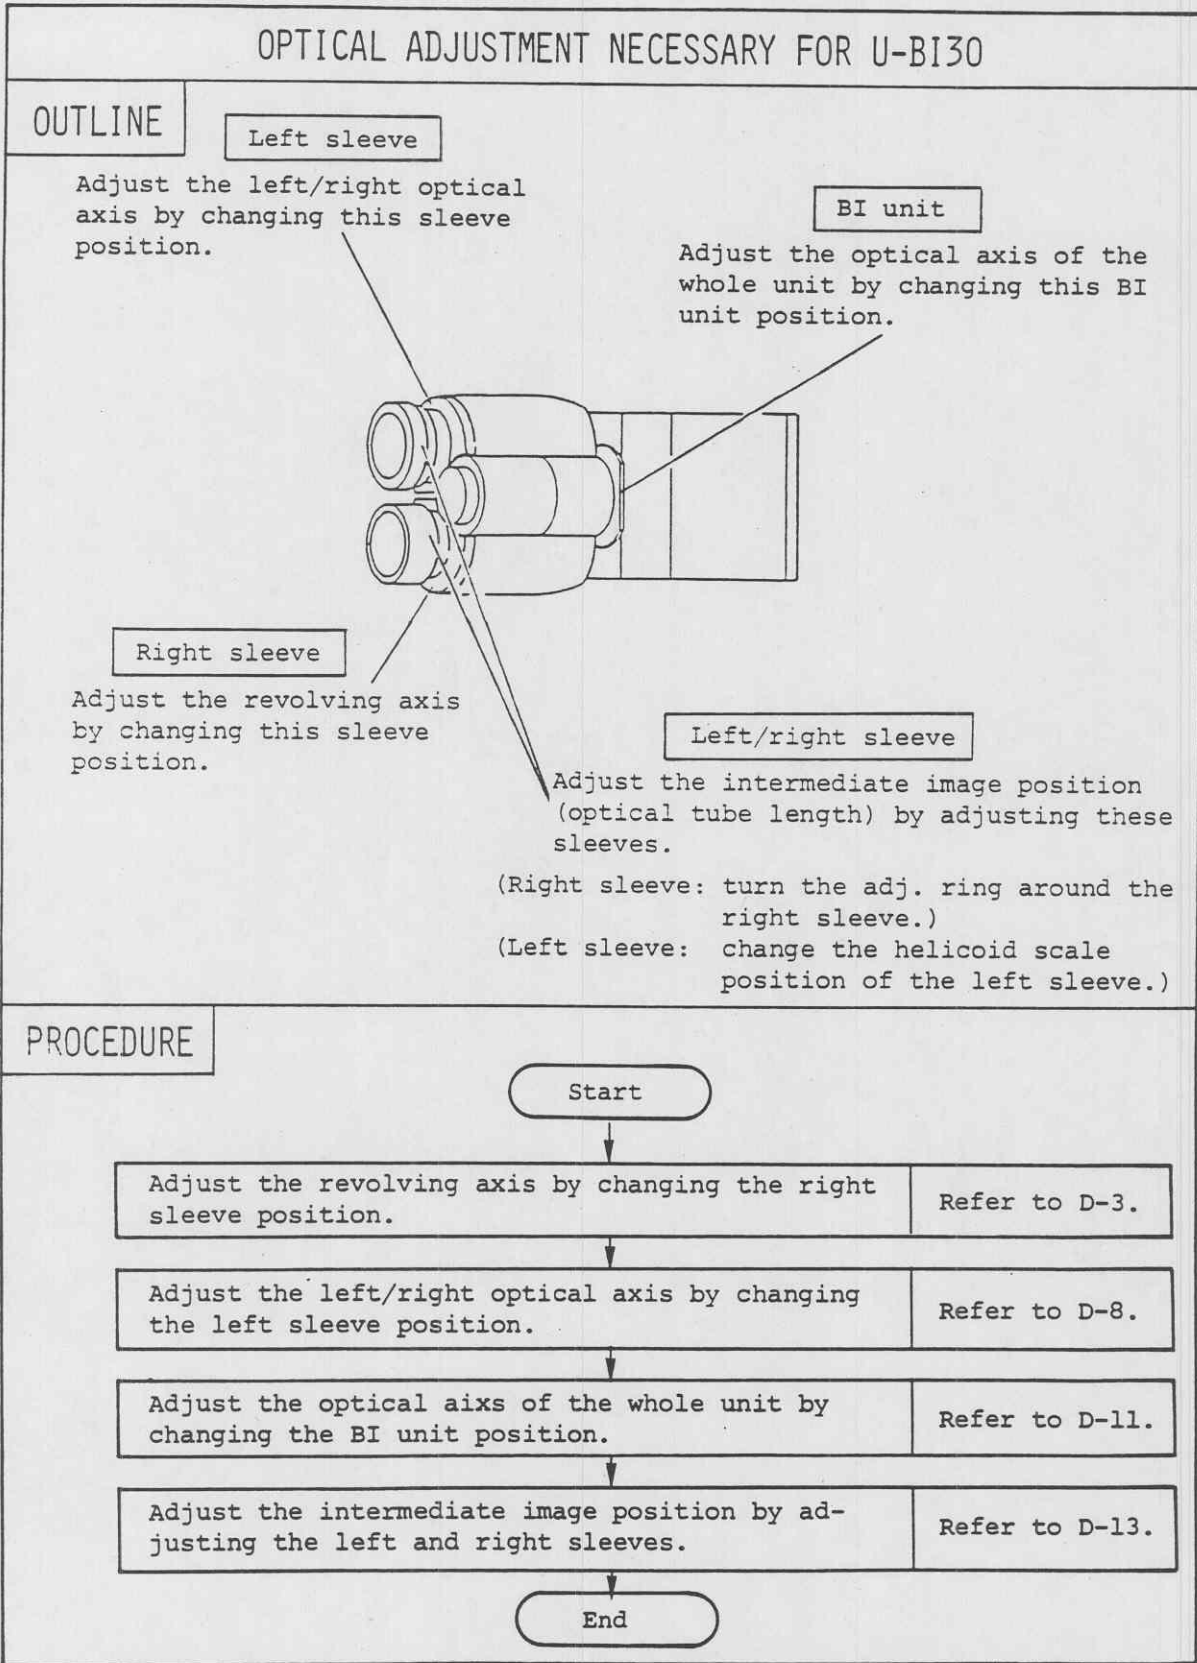 OPTICAL ADJUSTMENT NECESSARY FOR U-BI30
OUTLINE
Left sleeve
Adjust the left/right optical
axis by changing this sleeve
position.
BI unit
Adjust the optical axis of the
whole unit by changing this BI
unit position.
Right sleeve
Adjust the revolving axis
by changing this sleeve
position.
Left/right sleeve
Adjust the intermediate image position
(optical tube length) by adjusting these
sleeves.
(Right sleeve: turn the adj. ring around the
right sleeve.)
(Left sleeve: change the helicoid scale
position of the left sleeve.)
PROCEDURE
Start
Adjust the revolving axis by changing the right
sleeve position.
Refer to D-3.
Adjust the left/right optical axis by changing
the left sleeve position.
Refer to D-8.
Adjust the optical aixs of the whole unit by
changing the BI unit position.
Refer to D-11.
Adjust the intermediate image position by ad-
justing the left and right sleeves.
Refer to D-13.
End